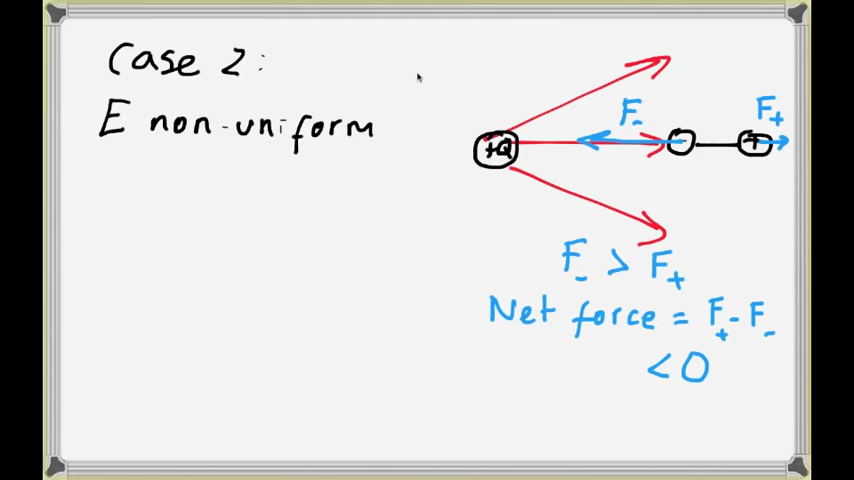 Case 2:
E non-uniform
F-
F+
+Q
-
+
F- > F+
Net force = F+ - F-
< 0